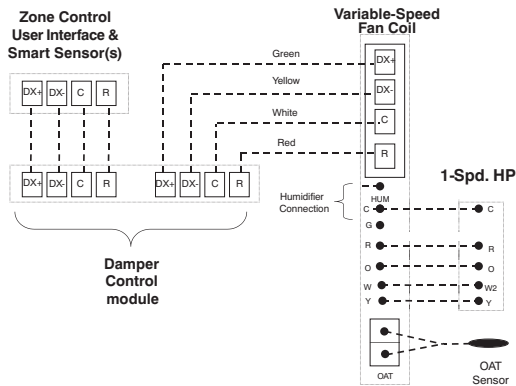 Zone Control
User Interface &
Smart Sensor(s)
DX+ DX- C R
DX+ DX- C R
DX+ DX- C R
Damper
Control
module
Green
Yellow
White
Red
Variable-Speed
Fan Coil
DX+
DX-
C
R
Humidifier
Connection
HUM
C
G
R
O
W
Y
OAT
1-Spd. HP
C
R
O
W2
Y
OAT
Sensor